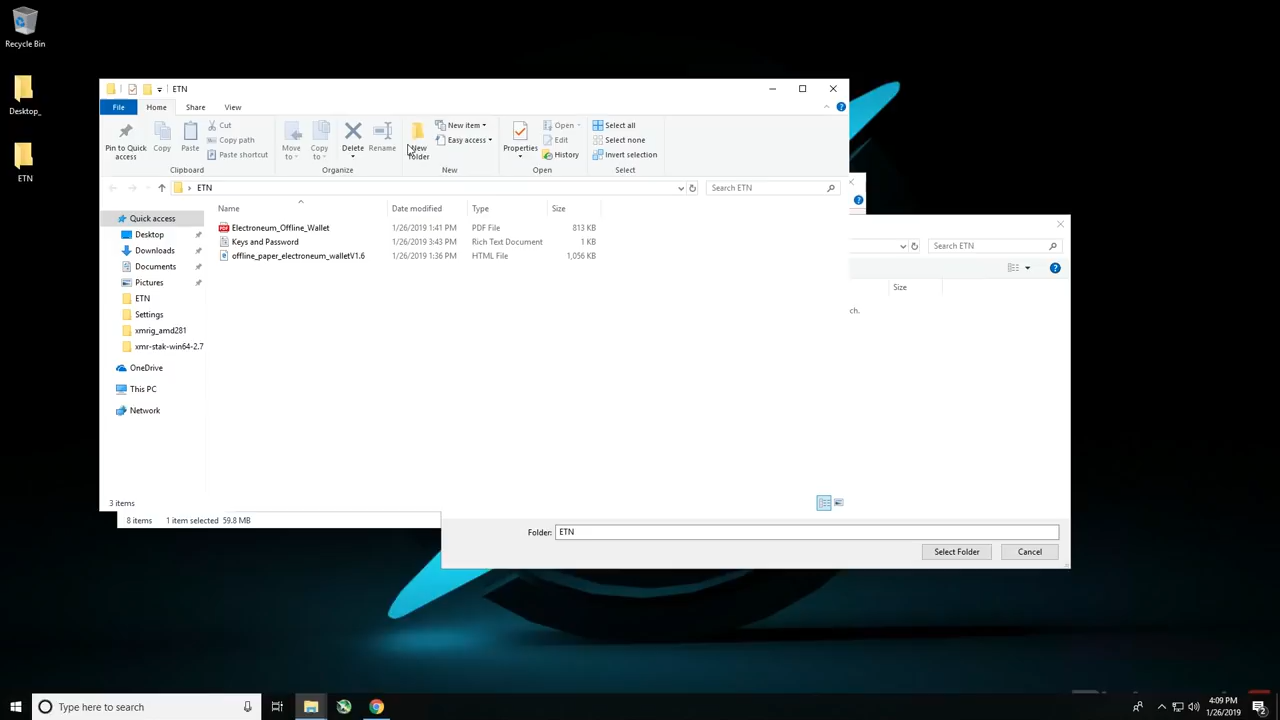 Recycle Bin
Desktop_
ETN
ETN
File
Home
Share
View
Pin to Quick access
Copy
Paste
Cut
Copy path
Paste shortcut
Clipboard
Move to
Copy to
Delete
Rename
Organize
New folder
New item
Easy access
New
Properties
Open
Edit
History
Open
Select all
Select none
Invert selection
Select
ETN
Search ETN
Name
Date modified
Type
Size
Quick access
Desktop
Downloads
Documents
Pictures
ETN
Settings
xmrig_amd281
xmr-stak-win64-2.7
OneDrive
This PC
Network
Electroneum_Offline_Wallet 1/26/2019 1:41 PM PDF File 813 KB
Keys and Password 1/26/2019 3:43 PM Rich Text Document 1 KB
offline_paper_electroneum_walletV1.6 1/26/2019 1:36 PM HTML File 1,056 KB
3 items
8 items 1 item selected 59.8 MB
Search ETN
Size
ch.
Folder: ETN
Select Folder
Cancel
Type here to search
4:09 PM
1/26/2019
2